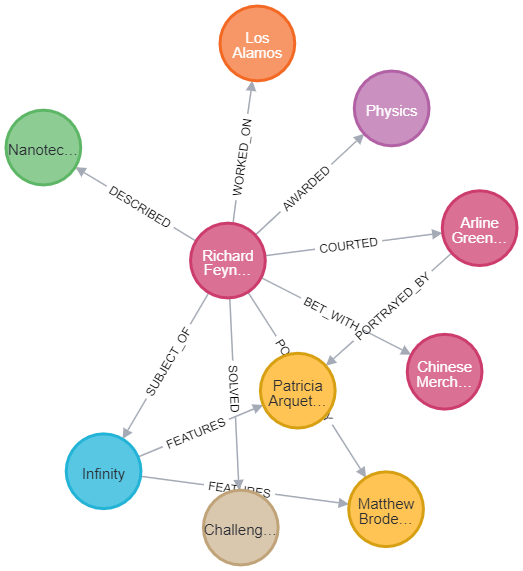 Los
Alamos
Physics
Nanotec...
WORKED_ON
AWARDED
DESCRIBED
Arline
Green...
Richard
Feyn...
COURTED
PORTRAYED_BY
BET_WITH
SUBJECT_OF
SOLVED
PO
Patricia
Arquet...
Chinese
Merch...
FEATURES
Infinity
FEATURES
Matthew
Brode...
Challeng...